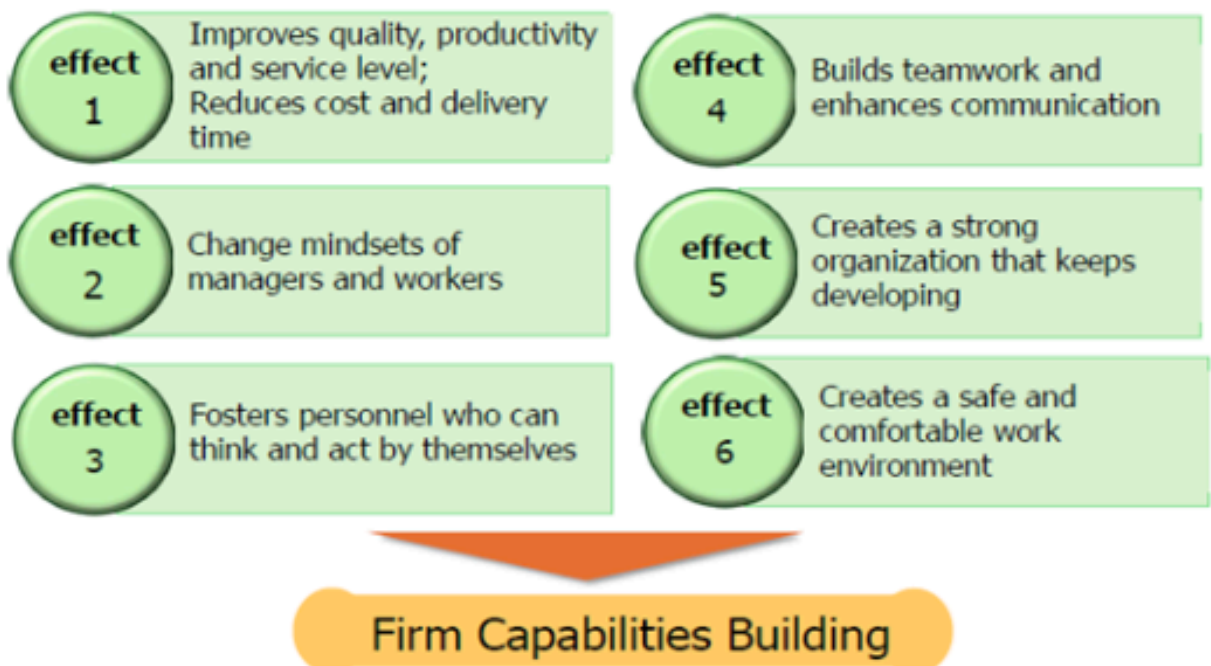 effect
1
Improves quality, productivity
and service level;
Reduces cost and delivery
time
effect
2
Change mindsets of
managers and workers
effect
3
Fosters personnel who can
think and act by themselves
effect
4
Builds teamwork and
enhances communication
effect
5
Creates a strong
organization that keeps
developing
effect
6
Creates a safe and
comfortable work
environment
Firm Capabilities Building